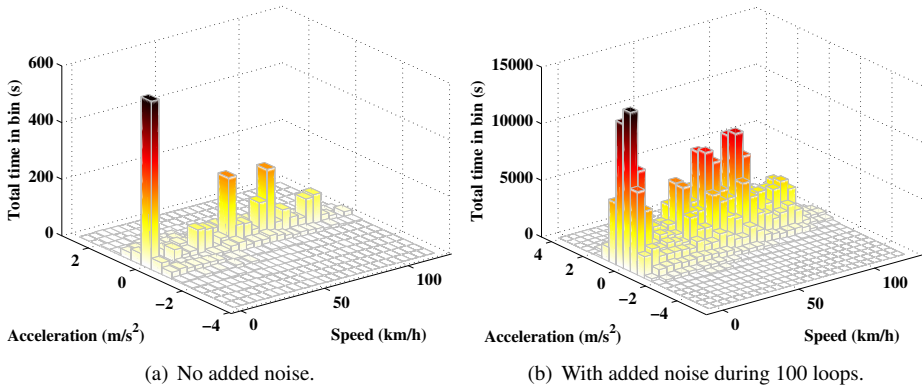 600
400
200
0
Total time in bin (s)
2
0
−2
−4
Acceleration (m/s²)
0
50
100
Speed (km/h)
(a) No added noise.
15000
10000
5000
0
Total time in bin (s)
4
2
0
−2
−4
Acceleration (m/s²)
0
50
100
Speed (km/h)
(b) With added noise during 100 loops.